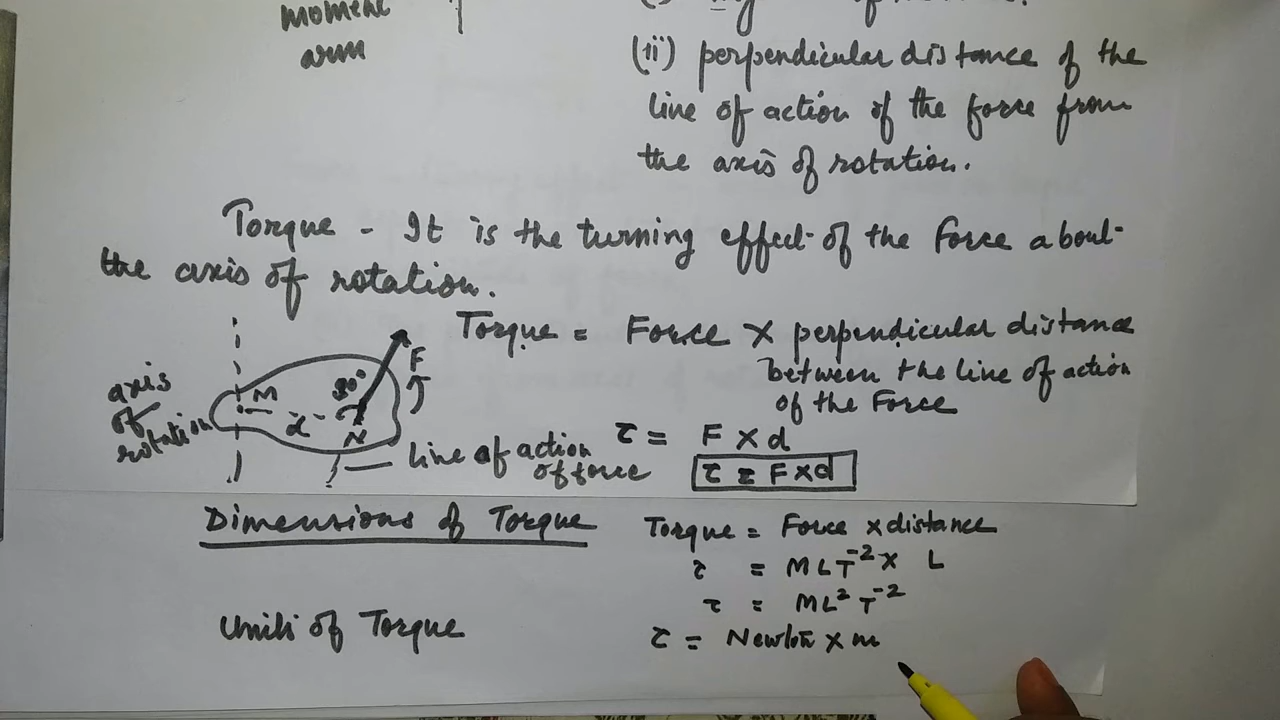 moment
arm
(ii) perpendicular distance of the
line of action of the force from
the axis of rotation.
Torque - It is the turning effect of the Force about
the axis of rotation.
Torque = Force X perpendicular distance
between the line of action
of the Force
axis
of
rotation
M
d
90°
F
N
Line of action
of force
τ = F X d
τ = F X d
Dimensions of Torque
Torque = Force X distance
τ = MLT⁻² X L
τ = ML² T⁻²
Units of Torque
τ = Newton X m